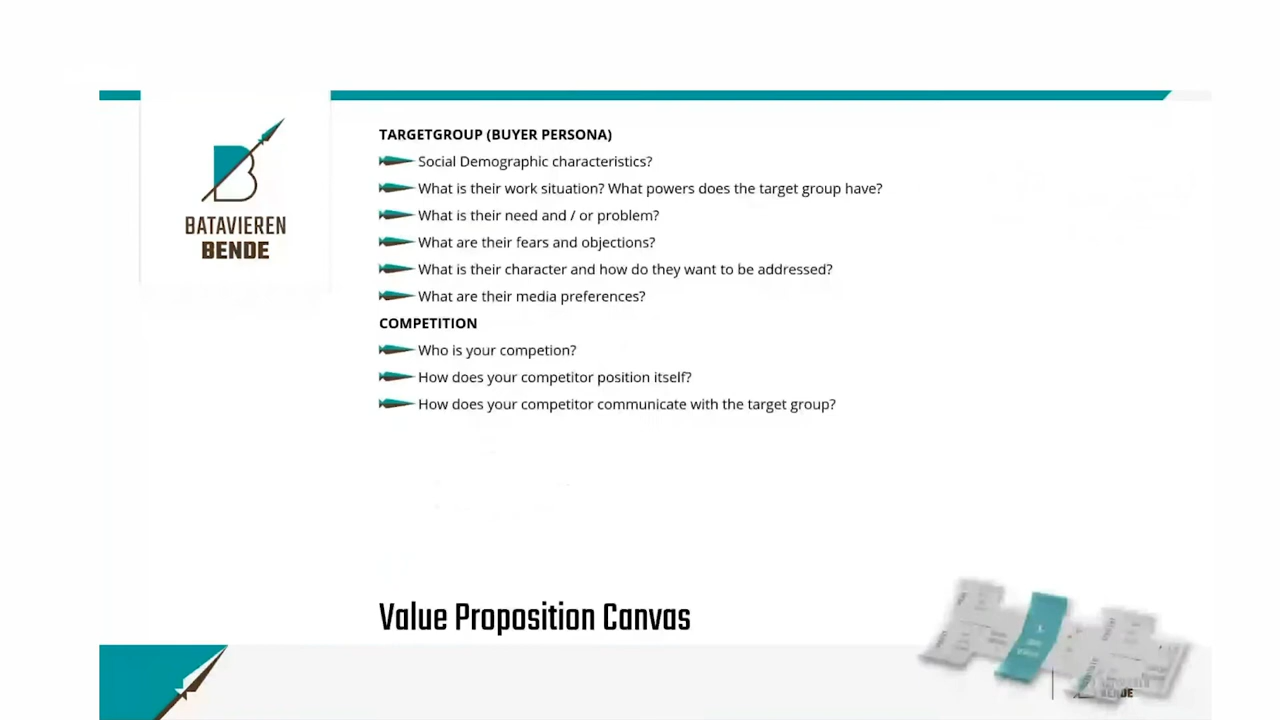 BATAVIEREN
BENDE
TARGETGROUP (BUYER PERSONA)
Social Demographic characteristics?
What is their work situation? What powers does the target group have?
What is their need and / or problem?
What are their fears and objections?
What is their character and how do they want to be addressed?
What are their media preferences?
COMPETITION
Who is your competion?
How does your competitor position itself?
How does your competitor communicate with the target group?
Value Proposition Canvas
BENDE